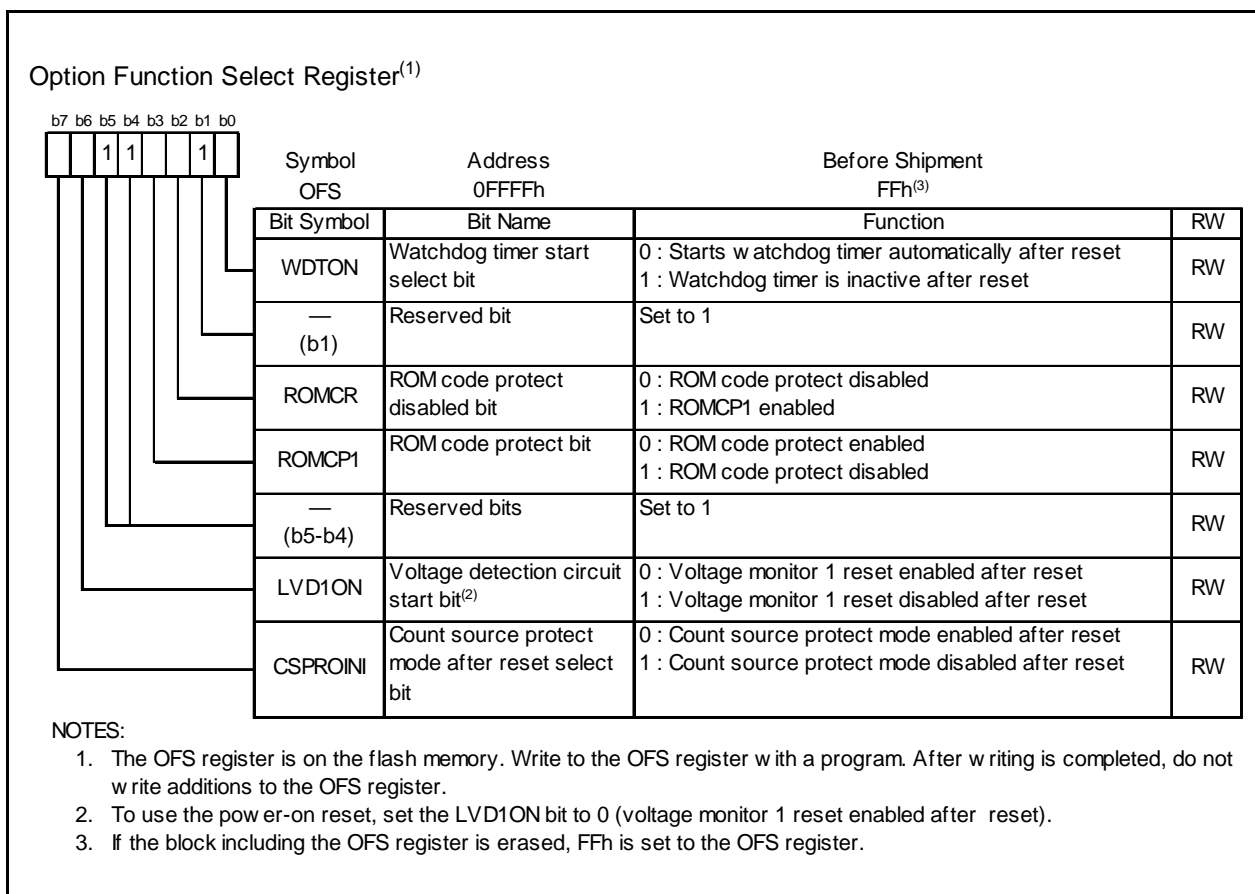 Option Function Select Register(1)
b7 b6 b5 b4 b3 b2 b1 b0
1 1 1
Symbol Address Before Shipment
OFS 0FFFFh FFh(3)
Bit Symbol Bit Name Function RW
WDTON Watchdog timer start select bit 0 : Starts watchdog timer automatically after reset RW
1 : Watchdog timer is inactive after reset
— (b1) Reserved bit Set to 1 RW
ROMCR ROM code protect disabled bit 0 : ROM code protect disabled RW
1 : ROMCP1 enabled
ROMCP1 ROM code protect bit 0 : ROM code protect enabled RW
1 : ROM code protect disabled
— (b5-b4) Reserved bits Set to 1 RW
LVD1ON Voltage detection circuit start bit(2) 0 : Voltage monitor 1 reset enabled after reset RW
1 : Voltage monitor 1 reset disabled after reset
CSPROINI Count source protect mode after reset select bit 0 : Count source protect mode enabled after reset RW
1 : Count source protect mode disabled after reset
NOTES:
1. The OFS register is on the flash memory. Write to the OFS register with a program. After writing is completed, do not
write additions to the OFS register.
2. To use the power-on reset, set the LVD1ON bit to 0 (voltage monitor 1 reset enabled after reset).
3. If the block including the OFS register is erased, FFh is set to the OFS register.